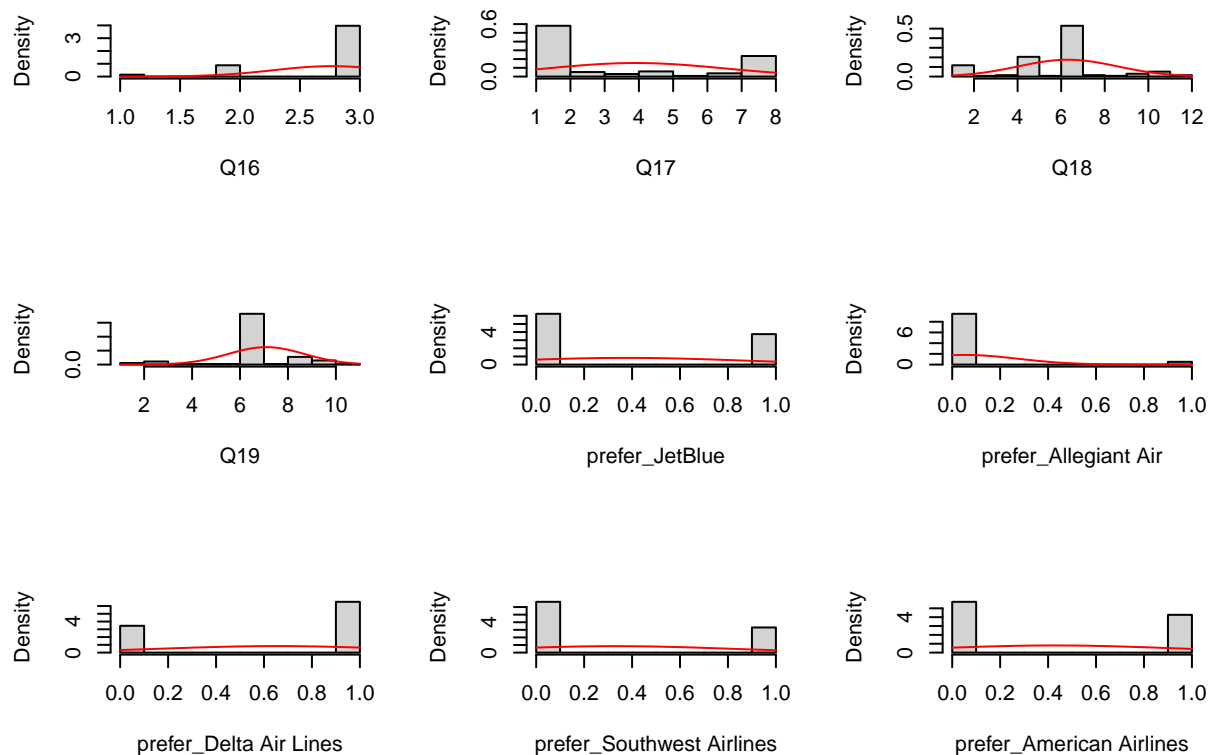 Density
3
0
1.0 1.5 2.0 2.5 3.0
Q16
Density
0.6
0.0
1 2 3 4 5 6 7 8
Q17
Density
0.5
0.0
2 4 6 8 10 12
Q18
Density
0.0
2 4 6 8 10
Q19
Density
4
0
0.0 0.2 0.4 0.6 0.8 1.0
prefer_JetBlue
Density
6
0
0.0 0.2 0.4 0.6 0.8 1.0
prefer_Allegiant Air
Density
4
0
0.0 0.2 0.4 0.6 0.8 1.0
prefer_Delta Air Lines
Density
4
0
0.0 0.2 0.4 0.6 0.8 1.0
prefer_Southwest Airlines
Density
4
0
0.0 0.2 0.4 0.6 0.8 1.0
prefer_American Airlines